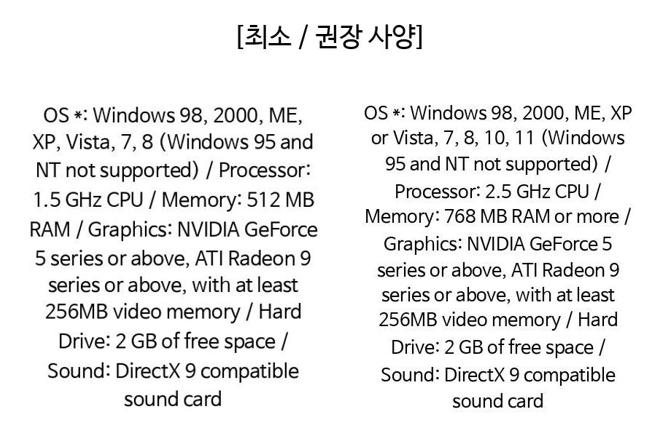 [최소 / 권장 사양]
OS *: Windows 98, 2000, ME,
XP, Vista, 7, 8 (Windows 95 and
NT not supported) / Processor:
1.5 GHz CPU / Memory: 512 MB
RAM / Graphics: NVIDIA GeForce
5 series or above, ATI Radeon 9
series or above, with at least
256MB video memory / Hard
Drive: 2 GB of free space /
Sound: DirectX 9 compatible
sound card
OS *: Windows 98, 2000, ME, XP
or Vista, 7, 8, 10, 11 (Windows
95 and NT not supported) /
Processor: 2.5 GHz CPU /
Memory: 768 MB RAM or more /
Graphics: NVIDIA GeForce 5
series or above, ATI Radeon 9
series or above, with at least
256MB video memory / Hard
Drive: 2 GB of free space /
Sound: DirectX 9 compatible
sound card